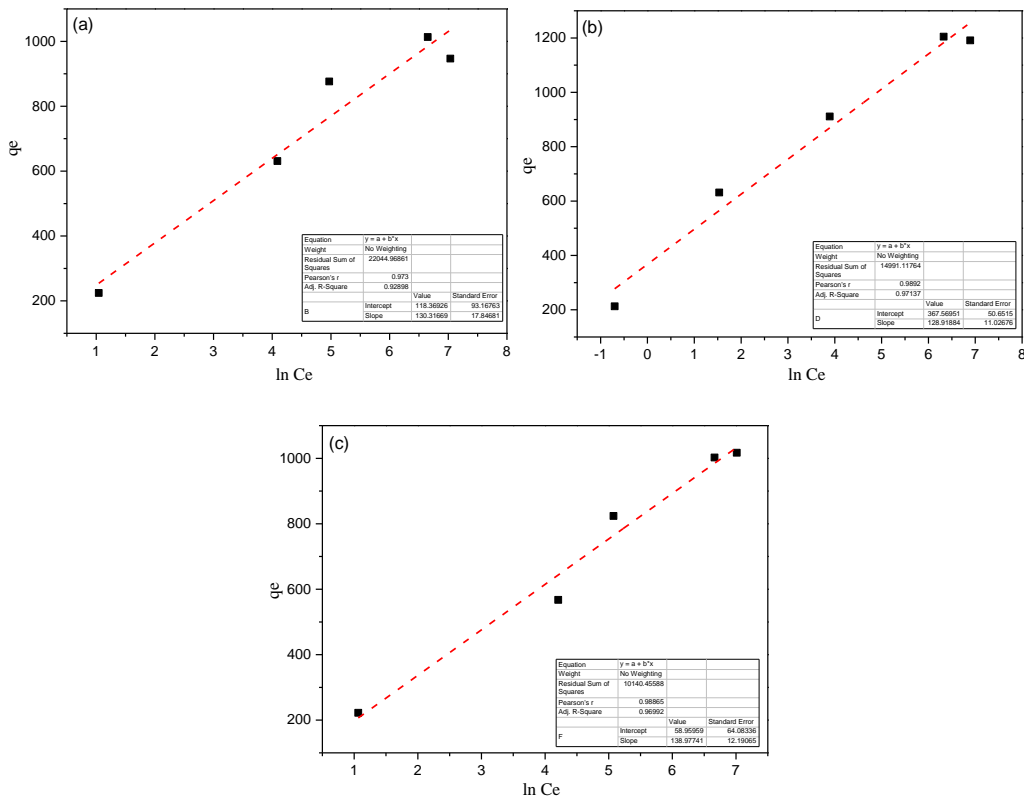 (a)
1000
800
600
400
200
qe
1 2 3 4 5 6 7 8
ln Ce
Equation y = a + b*x
Weight No Weighting
Residual Sum of Squares 22044.96861
Pearson's r 0.973
Adj. R-Square 0.92898
Value Standard Error
B Intercept 118.36926 93.16763
Slope 130.31669 17.84681
(b)
1200
1000
800
600
400
200
qe
-1 0 1 2 3 4 5 6 7 8
ln Ce
Equation y = a + b*x
Weight No Weighting
Residual Sum of Squares 14991.11764
Pearson's r 0.9892
Adj. R-Square 0.97137
Value Standard Error
D Intercept 367.56951 50.6515
Slope 128.91884 11.02676
(c)
1000
800
600
400
200
qe
1 2 3 4 5 6 7
ln Ce
Equation y = a + b*x
Weight No Weighting
Residual Sum of Squares 10140.45588
Pearson's r 0.98865
Adj. R-Square 0.96992
Value Standard Error
F Intercept 58.95959 64.08336
Slope 138.97741 12.19065